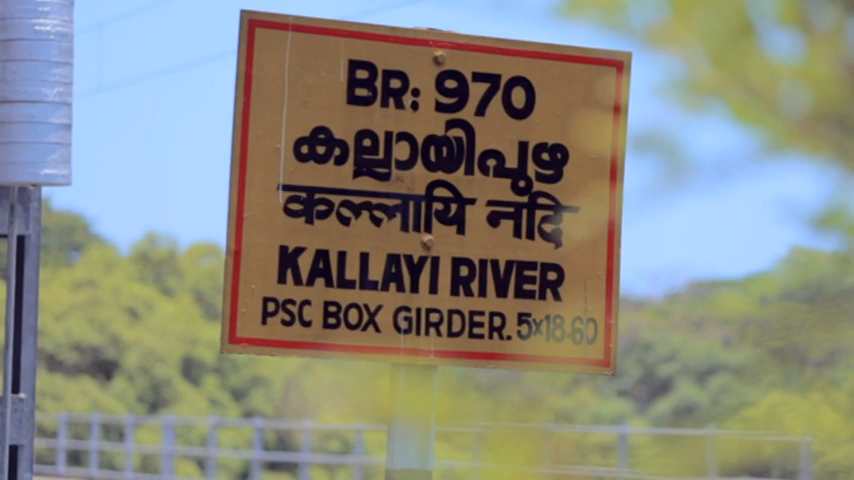 BR: 970
കല്ലായിപുഴ
कल्लायि नदि
KALLAYI RIVER
PSC BOX GIRDER. 5x18.60